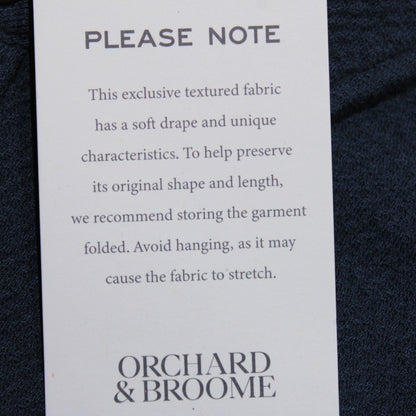 PLEASE NOTE
This exclusive textured fabric
has a soft drape and unique
characteristics. To help preserve
its original shape and length,
we recommend storing the garment
folded. Avoid hanging, as it may
cause the fabric to stretch.
ORCHARD
& BROOME